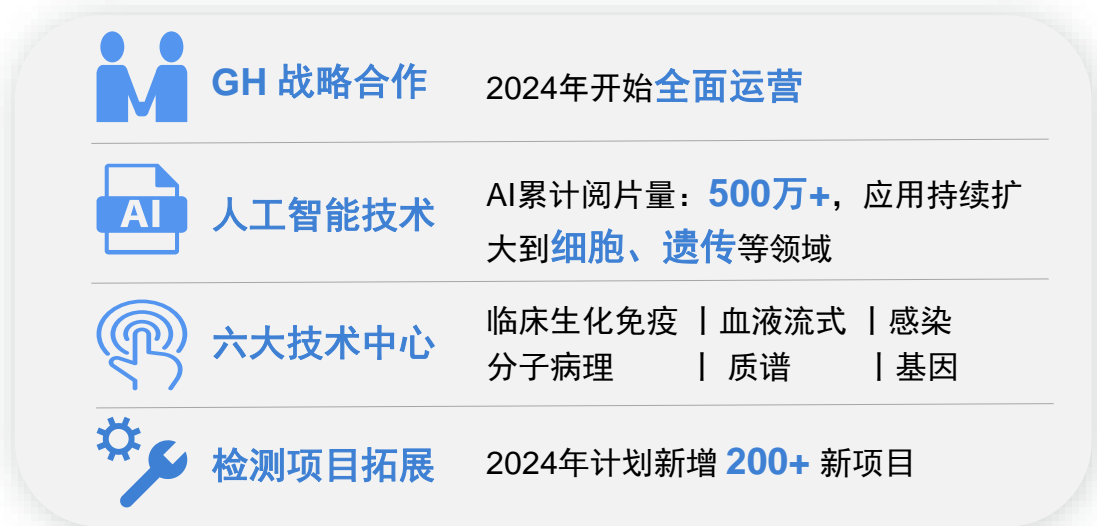 GH 战略合作
2024年开始全面运营
AI
人工智能技术
AI累计阅片量：500万+，应用持续扩
大到细胞、遗传等领域
六大技术中心
临床生化免疫 | 血液流式 | 感染
分子病理 | 质谱 | 基因
检测项目拓展
2024年计划新增 200+ 新项目